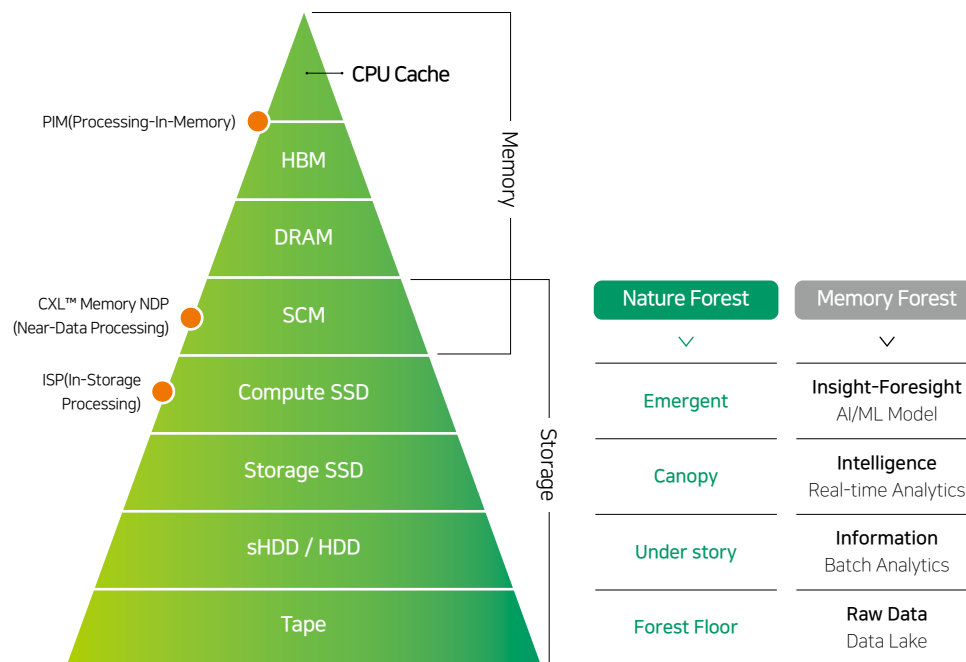 CPU Cache
PIM(Processing-In-Memory)
HBM
DRAM
Memory
CXL™ Memory NDP
(Near-Data Processing)
SCM
ISP(In-Storage
Processing)
Compute SSD
Storage SSD
Storage
sHDD / HDD
Tape
Nature Forest
Memory Forest
Emergent
Insight-Foresight
AI/ML Model
Canopy
Intelligence
Real-time Analytics
Under story
Information
Batch Analytics
Forest Floor
Raw Data
Data Lake